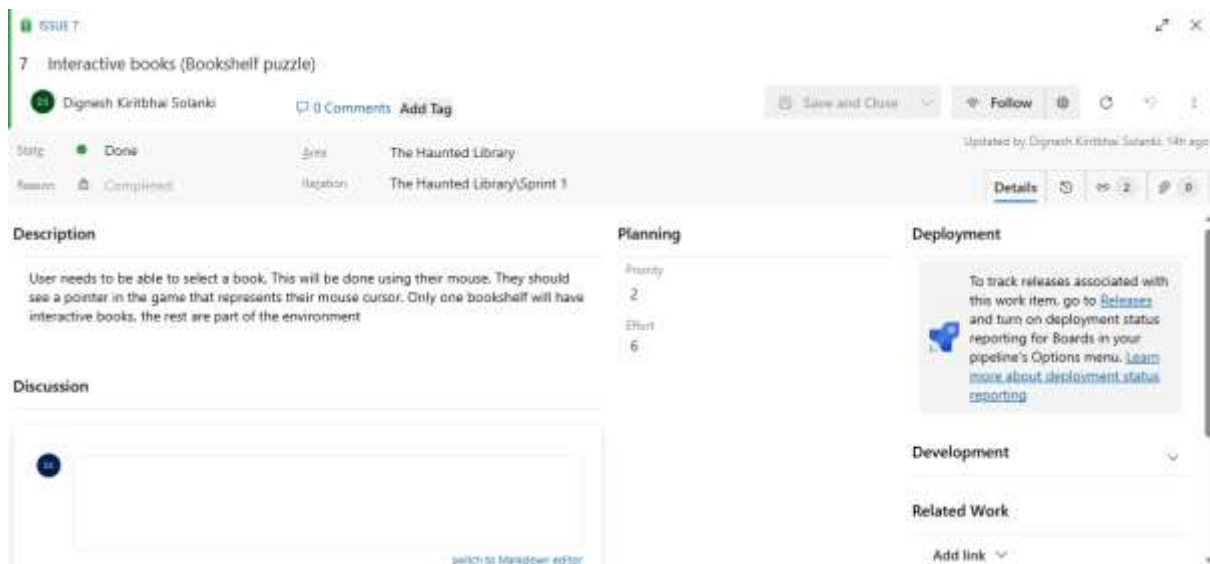 ISSUE 7
7 Interactive books (Bookshelf puzzle)
DS Dignesh Kiritbhai Solanki
0 Comments Add Tag
Save and Close
Follow
State Done
Area The Haunted Library
Updated by Dignesh Kiritbhai Solanki: 14h ago
Reason Completed
Iteration The Haunted Library\Sprint 1
Details 2 0
Description
User needs to be able to select a book. This will be done using their mouse. They should
see a pointer in the game that represents their mouse cursor. Only one bookshelf will have
interactive books, the rest are part of the environment
Discussion
switch to Markdown editor
Planning
Priority
2
Effort
6
Deployment
To track releases associated with
this work item, go to Releases
and turn on deployment status
reporting for Boards in your
pipeline's Options menu. Learn
more about deployment status
reporting
Development
Related Work
Add link